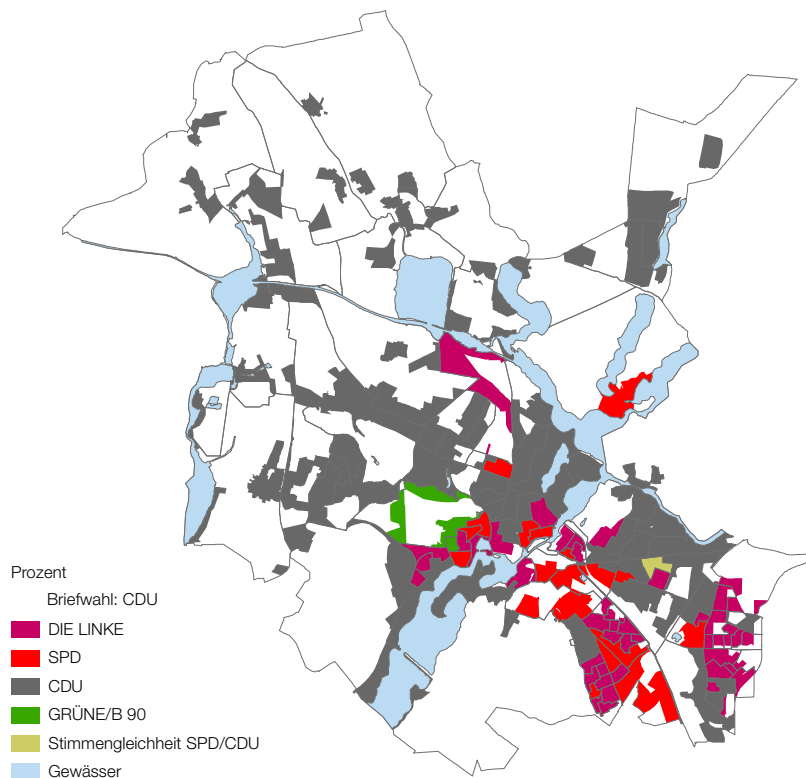 Prozent
Briefwahl: CDU
DIE LINKE
SPD
CDU
GRÜNE/B 90
Stimmengleichheit SPD/CDU
Gewässer